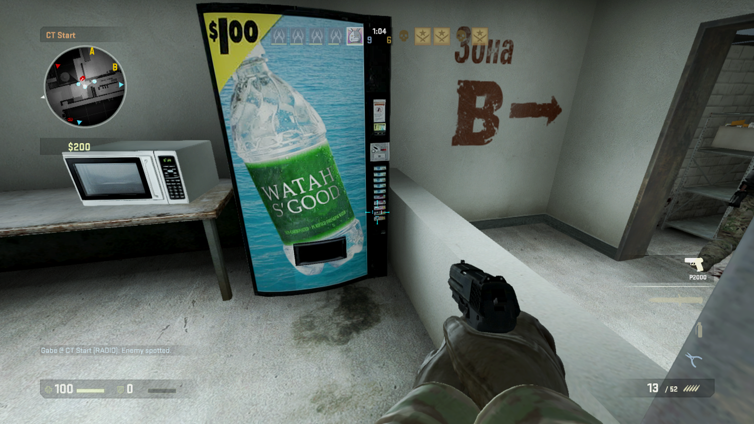 CT Start
A
B
$200
$1.00
1:04
9
6
Зона
B
WATAH
S'GOOD
P2000
Gabe @ CT Start (RADIO): Enemy spotted.
100
0
13 / 52